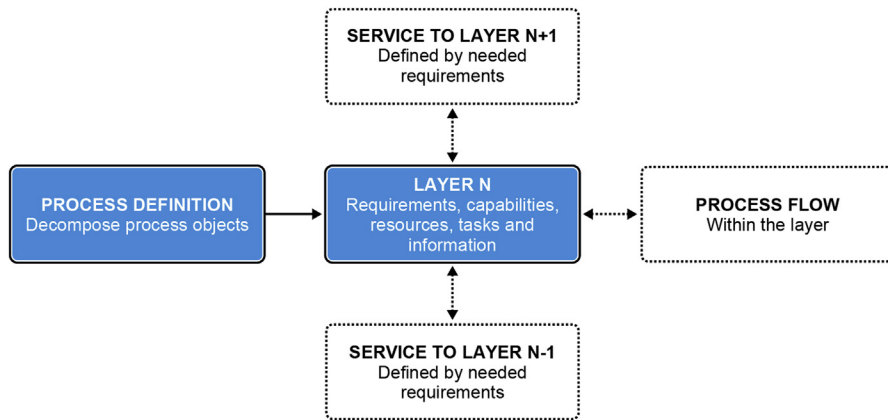 SERVICE TO LAYER N+1
Defined by needed
requirements
PROCESS DEFINITION
Decompose process objects
LAYER N
Requirements, capabilities,
resources, tasks and
information
PROCESS FLOW
Within the layer
SERVICE TO LAYER N-1
Defined by needed
requirements